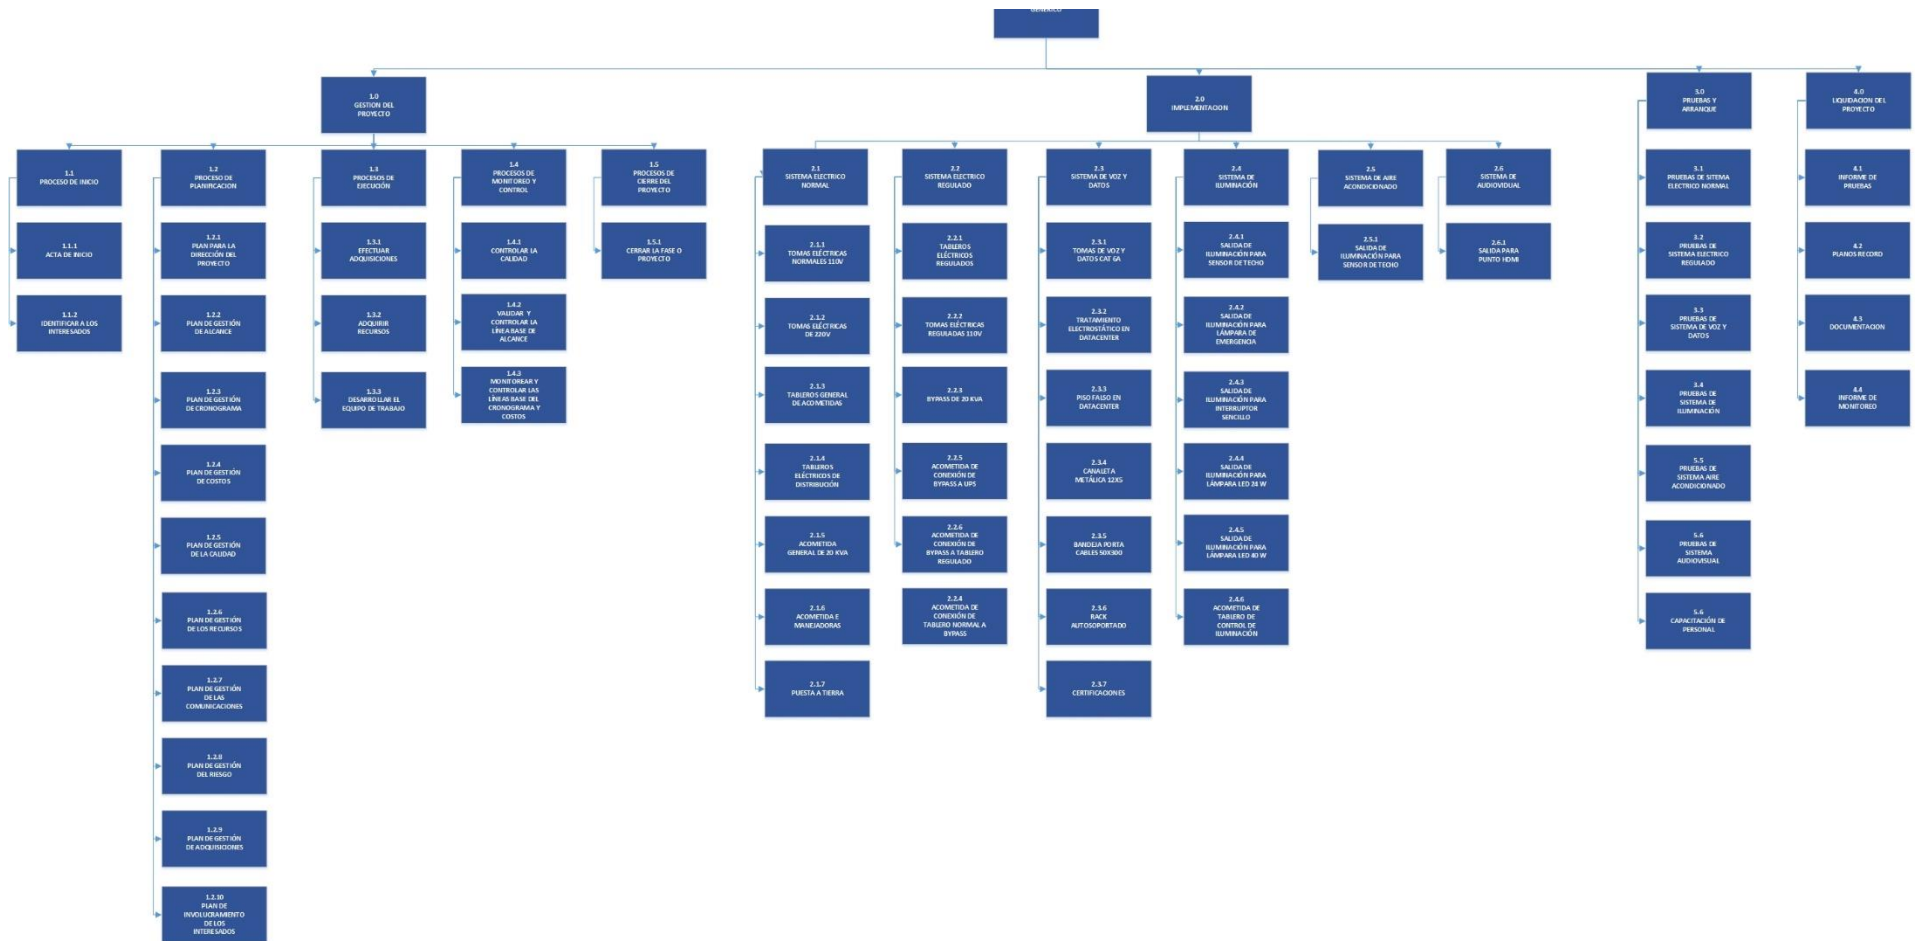 GENERICO
1.0
GESTION DEL
PROYECTO
2.0
IMPLEMENTACION
3.0
PRUEBAS Y
ARRANQUE
4.0
LIQUIDACION DEL
PROYECTO
1.1
PROCESO DE INICIO
1.2
PROCESO DE
PLANIFICACION
1.3
PROCESOS DE
EJECUCIÓN
1.4
PROCESOS DE
MONITOREO Y
CONTROL
1.5
PROCESOS DE
CIERRE DEL
PROYECTO
2.1
SISTEMA ELECTRICO
NORMAL
2.2
SISTEMA ELECTRICO
REGULADO
2.3
SISTEMA DE VOZ Y
DATOS
2.4
SISTEMA DE
ILUMINACIÓN
2.5
SISTEMA DE AIRE
ACONDICIONADO
2.6
SISTEMA DE
AUDIOVIDUAL
3.1
PRUEBAS DE SITEMA
ELECTRICO NORMAL
4.1
INFORME DE
PRUEBAS
1.1.1
ACTA DE INICIO
1.1.2
IDENTIFICAR A LOS
INTERESADOS
1.2.1
PLAN PARA LA
DIRECCIÓN DEL
PROYECTO
1.2.2
PLAN DE GESTIÓN
DE ALCANCE
1.2.3
PLAN DE GESTIÓN
DE CRONOGRAMA
1.2.4
PLAN DE GESTIÓN
DE COSTOS
1.2.5
PLAN DE GESTIÓN
DE LA CALIDAD
1.2.6
PLAN DE GESTIÓN
DE LOS RECURSOS
1.2.7
PLAN DE GESTIÓN
DE LAS
COMUNICACIONES
1.2.8
PLAN DE GESTIÓN
DEL RIESGO
1.2.9
PLAN DE GESTIÓN
DE ADQUISICIONES
1.2.10
PLAN DE
INVOLUCRAMIENTO
DE LOS
INTERESADOS
1.3.1
EFECTUAR
ADQUISICIONES
1.3.2
ADQUIRIR
RECURSOS
1.3.3
DESARROLLAR EL
EQUIPO DE TRABAJO
1.4.1
CONTROLAR LA
CALIDAD
1.4.2
VALIDAR Y
CONTROLAR LA
LÍNEA BASE DE
ALCANCE
1.4.3
MONITOREAR Y
CONTROLAR LAS
LÍNEAS BASE DEL
CRONOGRAMA Y
COSTOS
1.5.1
CERRAR LA FASE O
PROYECTO
2.1.1
TOMAS ELÉCTRICAS
NORMALES 110V
2.1.2
TOMAS ELÉCTRICAS
DE 220V
2.1.3
TABLEROS GENERAL
DE ACOMETIDAS
2.1.4
TABLEROS
ELÉCTRICOS DE
DISTRIBUCIÓN
2.1.5
ACOMETIDA
GENERAL DE 20 KVA
2.1.6
ACOMETIDA E
MANEJADORAS
2.1.7
PUESTA A TIERRA
2.2.1
TABLEROS
ELÉCTRICOS
REGULADOS
2.2.2
TOMAS ELÉCTRICAS
REGULADAS 110V
2.2.3
BYPASS DE 20 KVA
2.2.5
ACOMETIDA DE
CONEXIÓN DE
BYPASS A UPS
2.2.6
ACOMETIDA DE
CONEXIÓN DE
BYPASS A TABLERO
REGULADO
2.2.4
ACOMETIDA DE
CONEXIÓN DE
TABLERO NORMAL A
BYPASS
2.3.1
TOMAS DE VOZ Y
DATOS CAT 6A
2.3.2
TRATAMIENTO
ELECTROSTÁTICO EN
DATACENTER
2.3.3
PISO FALSO EN
DATACENTER
2.3.4
CANALETA
METÁLICA 12X5
2.3.5
BANDEJA PORTA
CABLES 50X300
2.3.6
RACK
AUTOSOPORTADO
2.3.7
CERTIFICACIONES
2.4.1
SALIDA DE
ILUMINACIÓN PARA
SENSOR DE TECHO
2.4.2
SALIDA DE
ILUMINACIÓN PARA
LÁMPARA DE
EMERGENCIA
2.4.3
SALIDA DE
ILUMINACIÓN PARA
INTERRUPTOR
SENCILLO
2.4.4
SALIDA DE
ILUMINACIÓN PARA
LÁMPARA LED 24 W
2.4.5
SALIDA DE
ILUMINACIÓN PARA
LÁMPARA LED 40 W
2.4.6
ACOMETIDA DE
TABLERO DE
CONTROL DE
ILUMINACIÓN
2.5.1
SALIDA DE
ILUMINACIÓN PARA
SENSOR DE TECHO
2.6.1
SALIDA PARA
PUNTO HDMI
3.2
PRUEBAS DE
SISTEMA ELECTRICO
REGULADO
3.3
PRUEBAS DE
SISTEMA DE VOZ Y
DATOS
3.4
PRUEBAS DE
SISTEMA DE
ILUMINACIÓN
5.5
PRUEBAS DE
SISTEMA AIRE
ACONDICIONADO
5.6
PRUEBAS DE
SISTEMA
AUDIOVISUAL
5.6
CAPACITACIÓN DE
PERSONAL
4.2
PLANOS RECORD
4.3
DOCUMENTACION
4.4
INFORME DE
MONITOREO